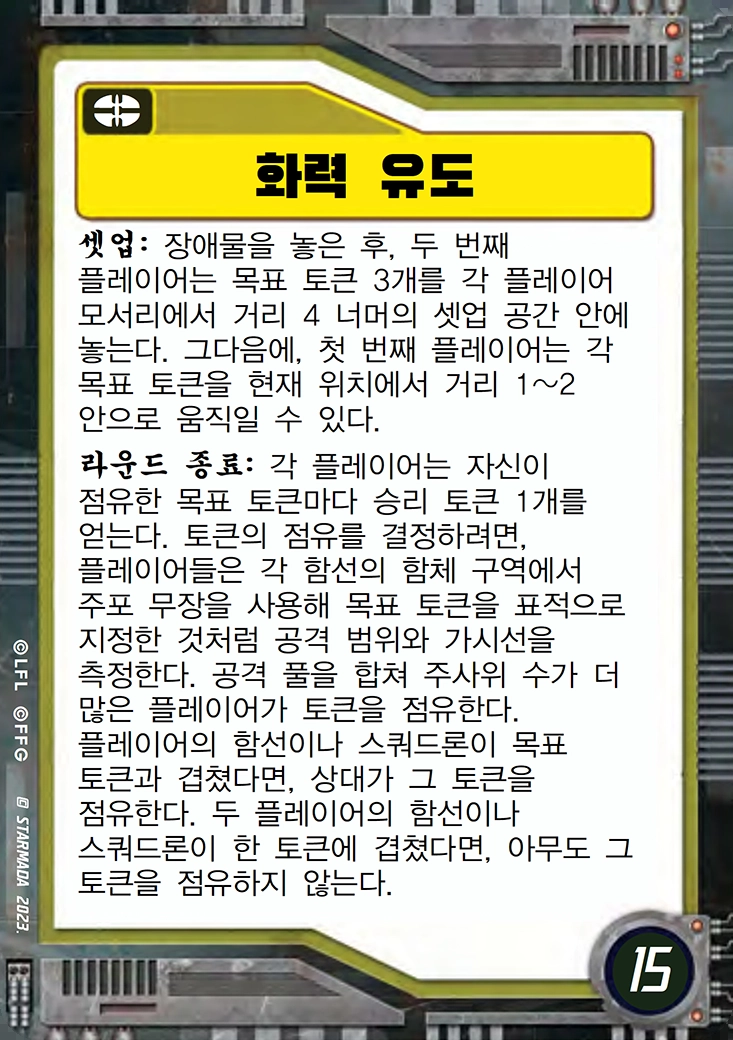 화력 유도
셋업: 장애물을 놓은 후, 두 번째
플레이어는 목표 토큰 3개를 각 플레이어
모서리에서 거리 4 너머의 셋업 공간 안에
놓는다. 그다음에, 첫 번째 플레이어는 각
목표 토큰을 현재 위치에서 거리 1~2
안으로 움직일 수 있다.
라운드 종료: 각 플레이어는 자신이
점유한 목표 토큰마다 승리 토큰 1개를
얻는다. 토큰의 점유를 결정하려면,
플레이어들은 각 함선의 함체 구역에서
주포 무장을 사용해 목표 토큰을 표적으로
지정한 것처럼 공격 범위와 가시선을
측정한다. 공격 풀을 합쳐 주사위 수가 더
많은 플레이어가 토큰을 점유한다.
플레이어의 함선이나 스쿼드론이 목표
토큰과 겹쳤다면, 상대가 그 토큰을
점유한다. 두 플레이어의 함선이나
스쿼드론이 한 토큰에 겹쳤다면, 아무도 그
토큰을 점유하지 않는다.
©LFL ©FFG © STARMADA 2023.
15